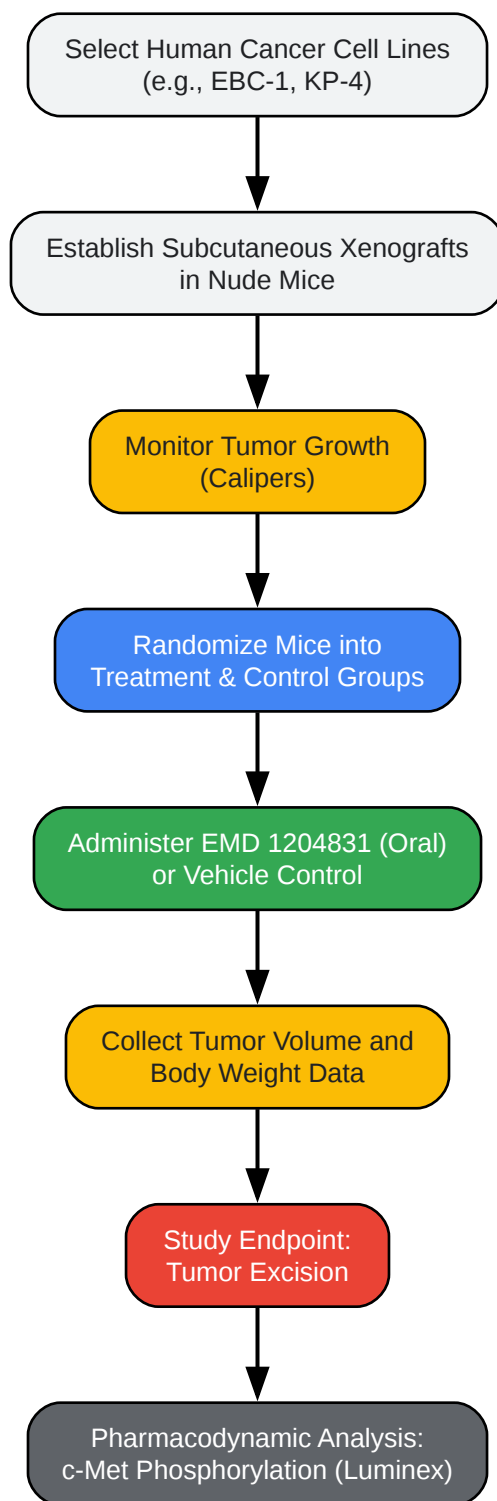 Select Human Cancer Cell Lines
(e.g., EBC-1, KP-4)
Establish Subcutaneous Xenografts
in Nude Mice
Monitor Tumor Growth
(Calipers)
Randomize Mice into
Treatment & Control Groups
Administer EMD 1204831 (Oral)
or Vehicle Control
Collect Tumor Volume and
Body Weight Data
Study Endpoint:
Tumor Excision
Pharmacodynamic Analysis:
c-Met Phosphorylation (Luminex)